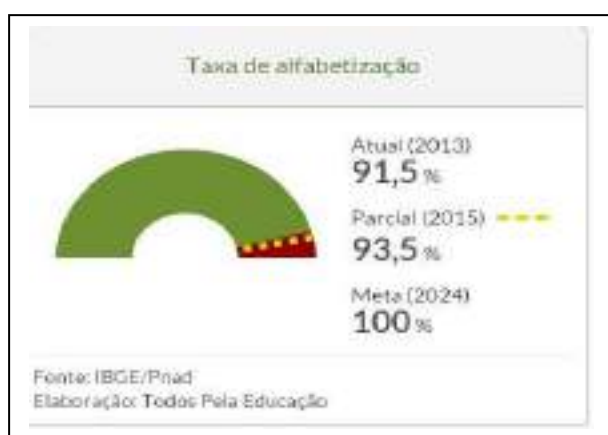 Taxa de alfabetização
Atual (2013)
91,5 %
Parcial (2015)
93,5 %
Meta (2024)
100 %
Fonte: IBGE/Pnad
Elaboração: Todos Pela Educação